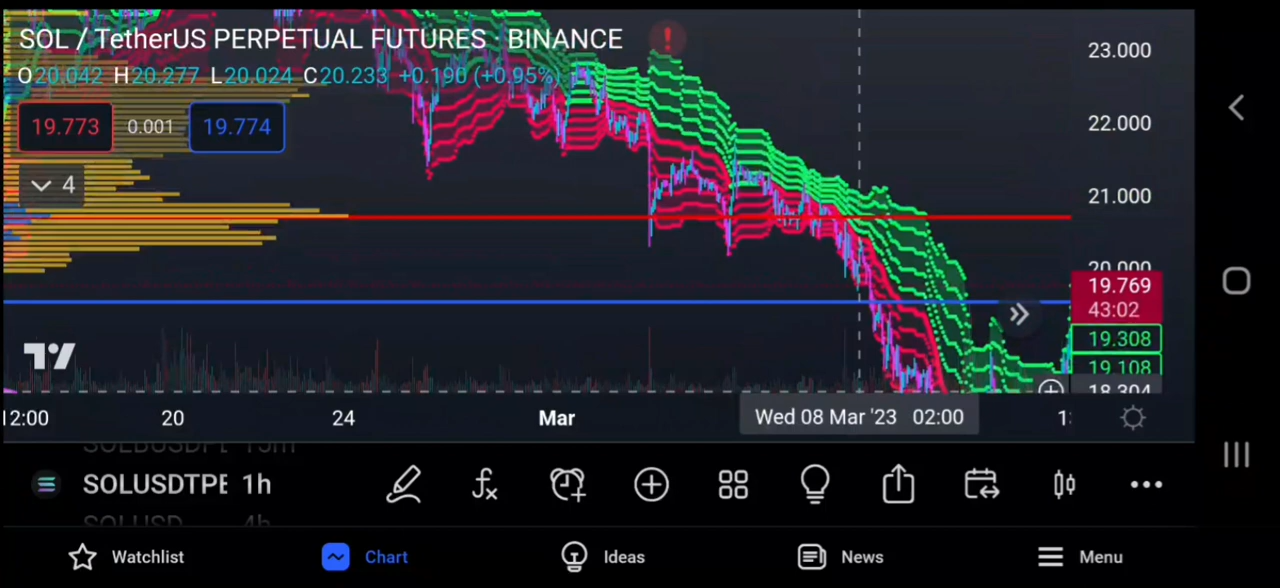 SOL / TetherUS PERPETUAL FUTURES · BINANCE
O20.042 H20.277 L20.024 C20.233 +0.190 (+0.95%)
19.773 0.001 19.774
4
23.000
22.000
21.000
20.000
19.769
43:02
19.308
19.108
18.304
12:00 20 24 Mar Wed 08 Mar '23 02:00
SOLUSDTPE 1h
SOLUSD 4h
Watchlist Chart Ideas News Menu